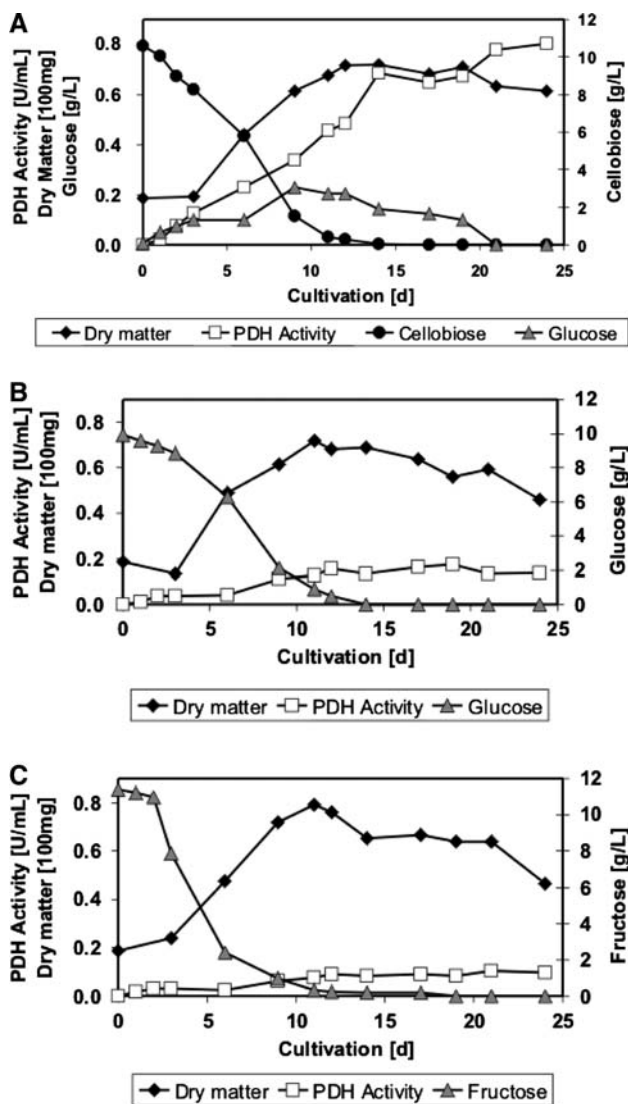 A
PDH Activity [U/mL]
Dry Matter [100mg]
Glucose [g/L]
0.8
0.6
0.4
0.2
0.0
12
10
8
6
4
2
0
Cellobiose [g/L]
0 5 10 15 20 25
Cultivation [d]
Dry matter PDH Activity Cellobiose Glucose
B
PDH Activity [U/mL]
Dry matter [100mg]
0.8
0.6
0.4
0.2
0.0
12
10
8
6
4
2
0
Glucose [g/L]
0 5 10 15 20 25
Cultivation [d]
Dry matter PDH Activity Glucose
C
PDH Activity [U/mL]
Dry matter [100mg]
0.8
0.6
0.4
0.2
0.0
12
10
8
6
4
2
0
Fructose [g/L]
0 5 10 15 20 25
Cultivation [d]
Dry matter PDH Activity Fructose